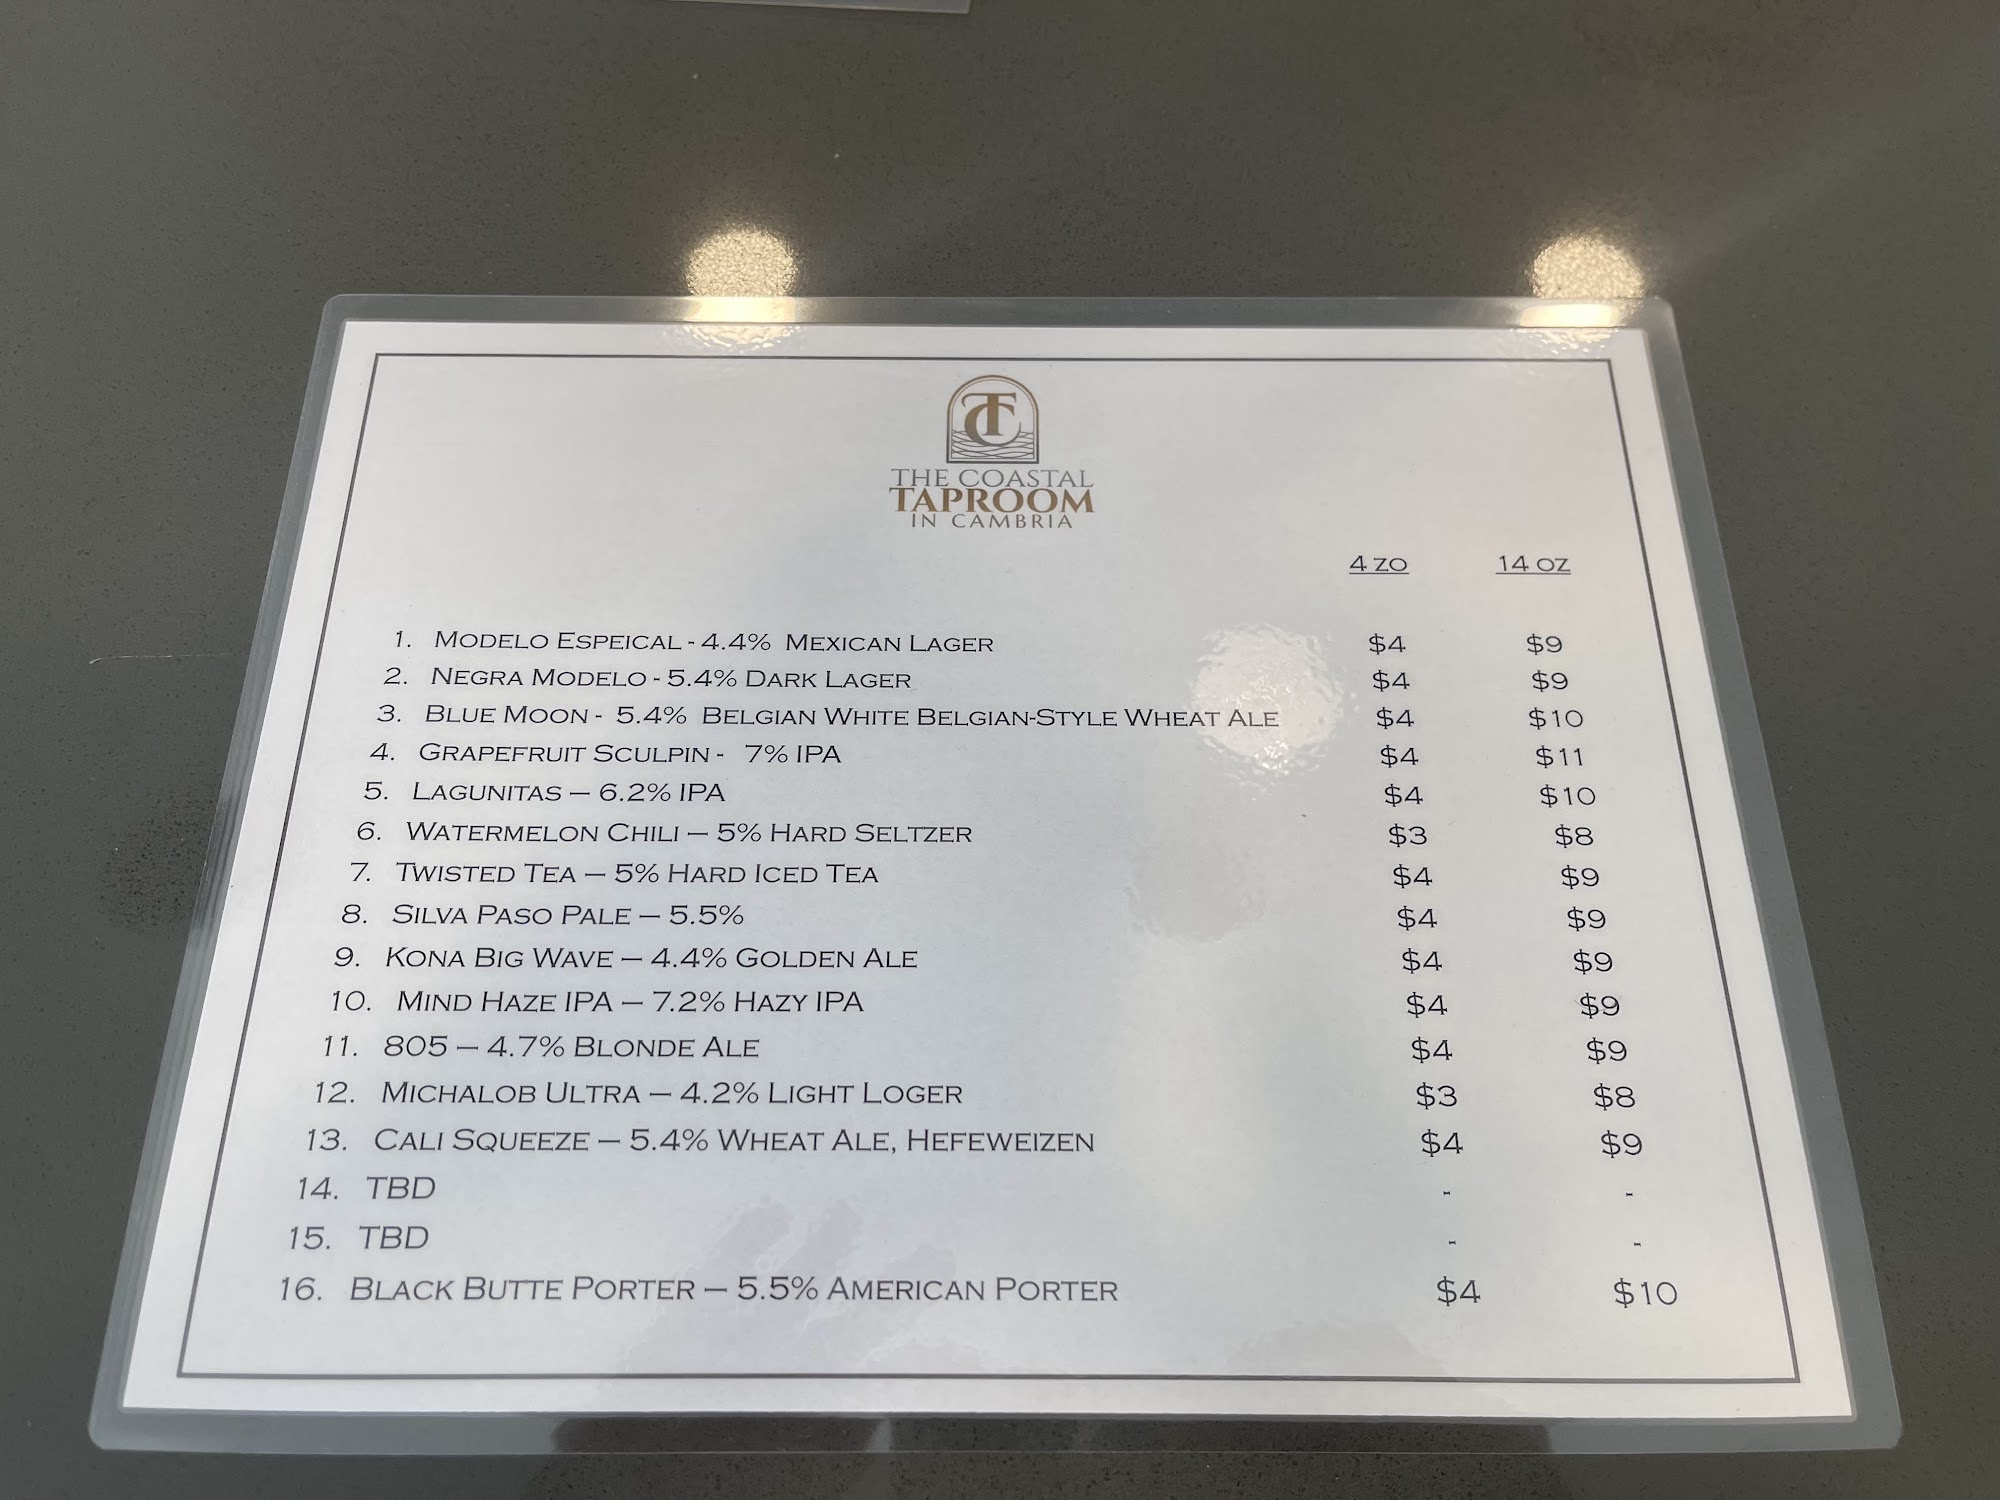 TC
THE COASTAL
TAPROOM
IN CAMBRIA
4 ZO 14 OZ
1. MODELO ESPEICAL - 4.4% MEXICAN LAGER $4 $9
2. NEGRA MODELO - 5.4% DARK LAGER $4 $9
3. BLUE MOON - 5.4% BELGIAN WHITE BELGIAN-STYLE WHEAT ALE $4 $10
4. GRAPEFRUIT SCULPIN - 7% IPA $4 $11
5. LAGUNITAS – 6.2% IPA $4 $10
6. WATERMELON CHILI – 5% HARD SELTZER $3 $8
7. TWISTED TEA – 5% HARD ICED TEA $4 $9
8. SILVA PASO PALE – 5.5% $4 $9
9. KONA BIG WAVE – 4.4% GOLDEN ALE $4 $9
10. MIND HAZE IPA – 7.2% HAZY IPA $4 $9
11. 805 – 4.7% BLONDE ALE $4 $9
12. MICHALOB ULTRA – 4.2% LIGHT LOGER $3 $8
13. CALI SQUEEZE – 5.4% WHEAT ALE, HEFEWEIZEN $4 $9
14. TBD - -
15. TBD - -
16. BLACK BUTTE PORTER – 5.5% AMERICAN PORTER $4 $10